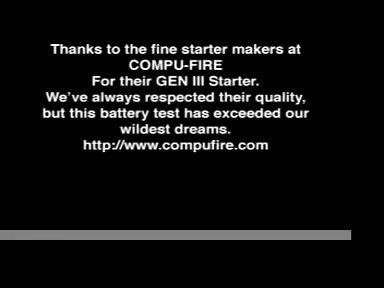 Thanks to the fine starter makers at
COMPU-FIRE
For their GEN III Starter.
We've always respected their quality,
but this battery test has exceeded our
wildest dreams.
http://www.compufire.com